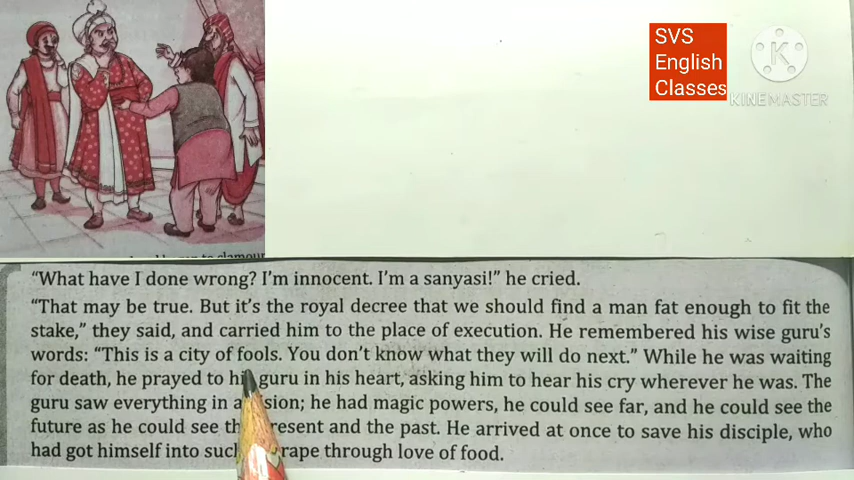 SVS
English
Classes
KINEMASTER
"What have I done wrong? I'm innocent. I'm a sanyasi!" he cried.
"That may be true. But it's the royal decree that we should find a man fat enough to fit the
stake," they said, and carried him to the place of execution. He remembered his wise guru's
words: "This is a city of fools. You don't know what they will do next." While he was waiting
for death, he prayed to his guru in his heart, asking him to hear his cry wherever he was. The
guru saw everything in a vision; he had magic powers, he could see far, and he could see the
future as he could see the present and the past. He arrived at once to save his disciple, who
had got himself into such rape through love of food.